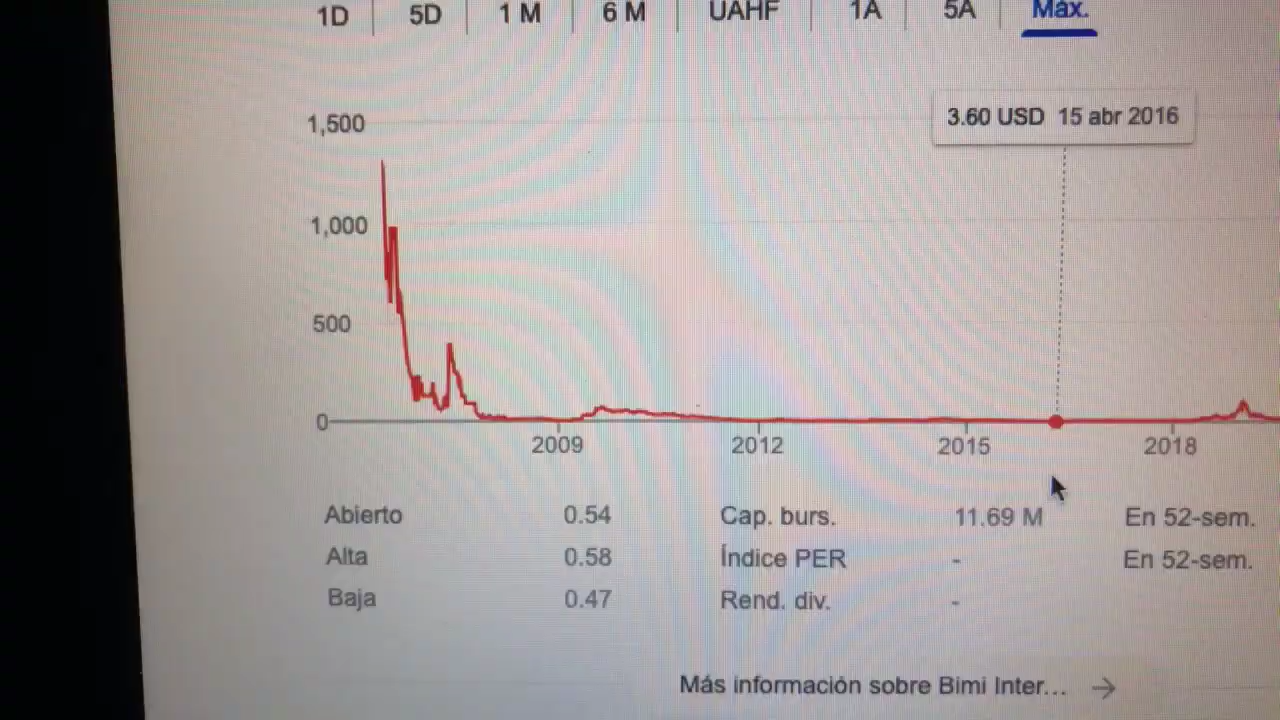 1D 5D 1 M 6 M UAHF 1A 5A Máx.
3.60 USD 15 abr 2016
1,500
1,000
500
0
2009 2012 2015 2018
Abierto 0.54 Cap. burs. 11.69 M En 52-sem.
Alta 0.58 Índice PER - En 52-sem.
Baja 0.47 Rend. div. -
Más información sobre Bimi Inter... →